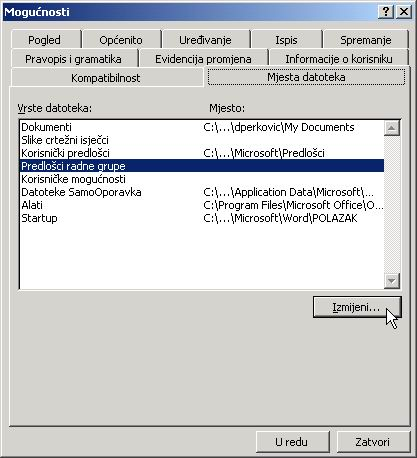 Mogućnosti
Pogled Općenito Uređivanje Ispis Spremanje
Pravopis i gramatika Evidencija promjena Informacije o korisniku
Kompatibilnost Mjesta datoteka
Vrste datoteka: Mjesto:
Dokumenti C:\...\dperkovic\My Documents
Slike crtežni isječci
Korisnički predlošci C:\...\Microsoft\Predlošci
Predlošci radne grupe
Korisničke mogućnosti
Datoteke SamoOporavka C:\...\Application Data\Microsoft\...
Alati C:\Program Files\Microsoft Office\O...
Startup C:\...\Microsoft\Word\POLAZAK
Izmijeni...
U redu Zatvori